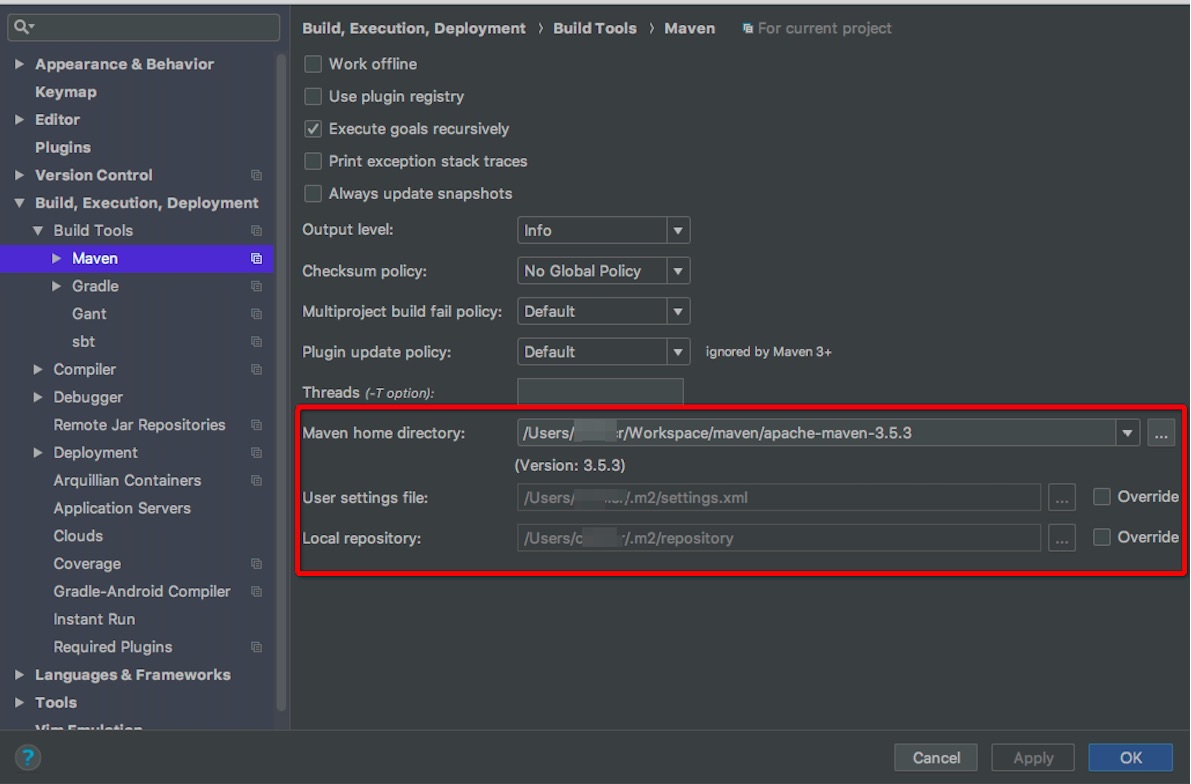 Build, Execution, Deployment › Build Tools › Maven For current project
Appearance & Behavior
Keymap
Editor
Plugins
Version Control
Build, Execution, Deployment
Build Tools
Maven
Gradle
Gant
sbt
Compiler
Debugger
Remote Jar Repositories
Deployment
Arquillian Containers
Application Servers
Clouds
Coverage
Gradle-Android Compiler
Instant Run
Required Plugins
Languages & Frameworks
Tools
Vim Emulation
Work offline
Use plugin registry
Execute goals recursively
Print exception stack traces
Always update snapshots
Output level: Info
Checksum policy: No Global Policy
Multiproject build fail policy: Default
Plugin update policy: Default ignored by Maven 3+
Threads (-T option):
Maven home directory: /Users/ r/Workspace/maven/apache-maven-3.5.3 ...
(Version: 3.5.3)
User settings file: /Users/ /.m2/settings.xml ... Override
Local repository: /Users/c r/.m2/repository ... Override
? Cancel Apply OK